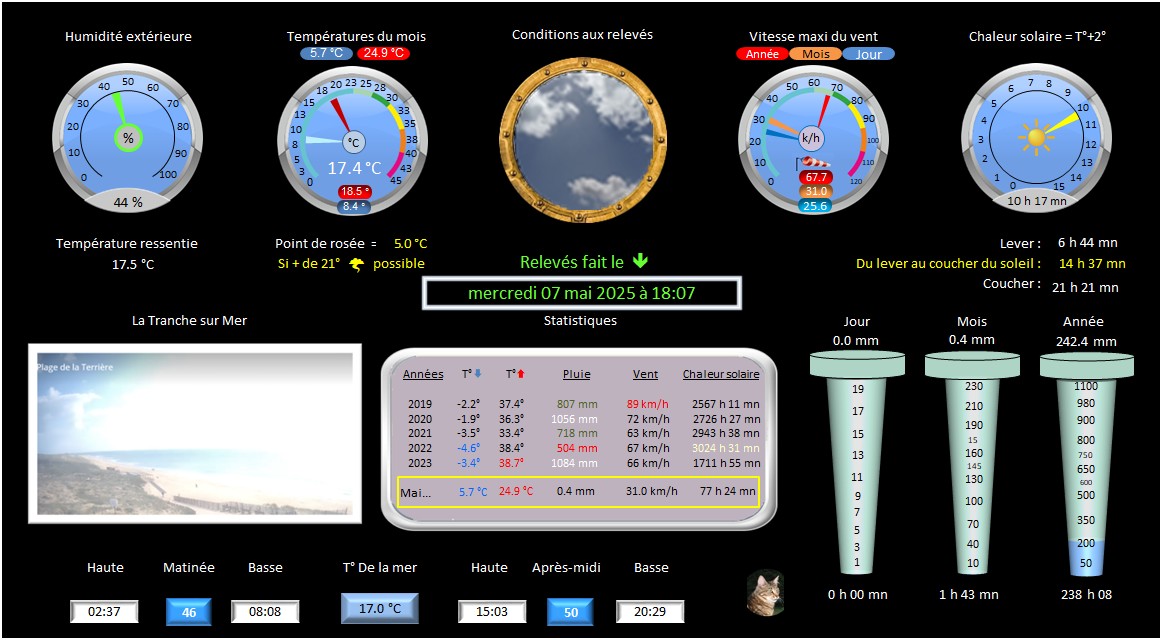 Humidité extérieure
Températures du mois
Conditions aux relevés
Vitesse maxi du vent
Chaleur solaire = T°+2°
5.7 °C 24.9 °C
Année Mois Jour
0 10 20 30 40 50 60 70 80 90 100
%
44 %
0 3 5 8 10 13 15 18 20 23 25 28 30 33 35 38 40 43 45
°C
17.4 °C
18.5 °
8.4 °
10 20 30 40 50 60 70 80 90 100 110 120
k/h
67.7
31.0
25.6
0 1 2 3 4 5 6 7 8 9 10 11 12 13 14 15
10 h 17 mn
Température ressentie
17.5 °C
Point de rosée = 5.0 °C
Si + de 21° possible
Relevés fait le
mercredi 07 mai 2025 à 18:07
Lever : 6 h 44 mn
Du lever au coucher du soleil : 14 h 37 mn
Coucher : 21 h 21 mn
La Tranche sur Mer
Plage de la Terrière
Statistiques
Années T° T° Pluie Vent Chaleur solaire
2019 -2.2° 37.4° 807 mm 89 km/h 2567 h 11 mn
2020 -1.9° 36.3° 1056 mm 72 km/h 2726 h 27 mn
2021 -3.5° 33.4° 718 mm 63 km/h 2943 h 38 mn
2022 -4.6° 38.4° 504 mm 67 km/h 3024 h 31 mn
2023 -3.4° 38.7° 1084 mm 66 km/h 1711 h 55 mn
Mai... 5.7 °C 24.9 °C 0.4 mm 31.0 km/h 77 h 24 mn
Jour
0.0 mm
19
17
15
13
11
9
7
5
3
1
0 h 00 mn
Mois
0.4 mm
230
210
190
15
160
145
130
100
70
40
10
1 h 43 mn
Année
242.4 mm
1100
980
900
800
750
650
600
500
350
200
50
238 h 08
Haute Matinée Basse T° De la mer Haute Après-midi Basse
02:37 46 08:08 17.0 °C 15:03 50 20:29